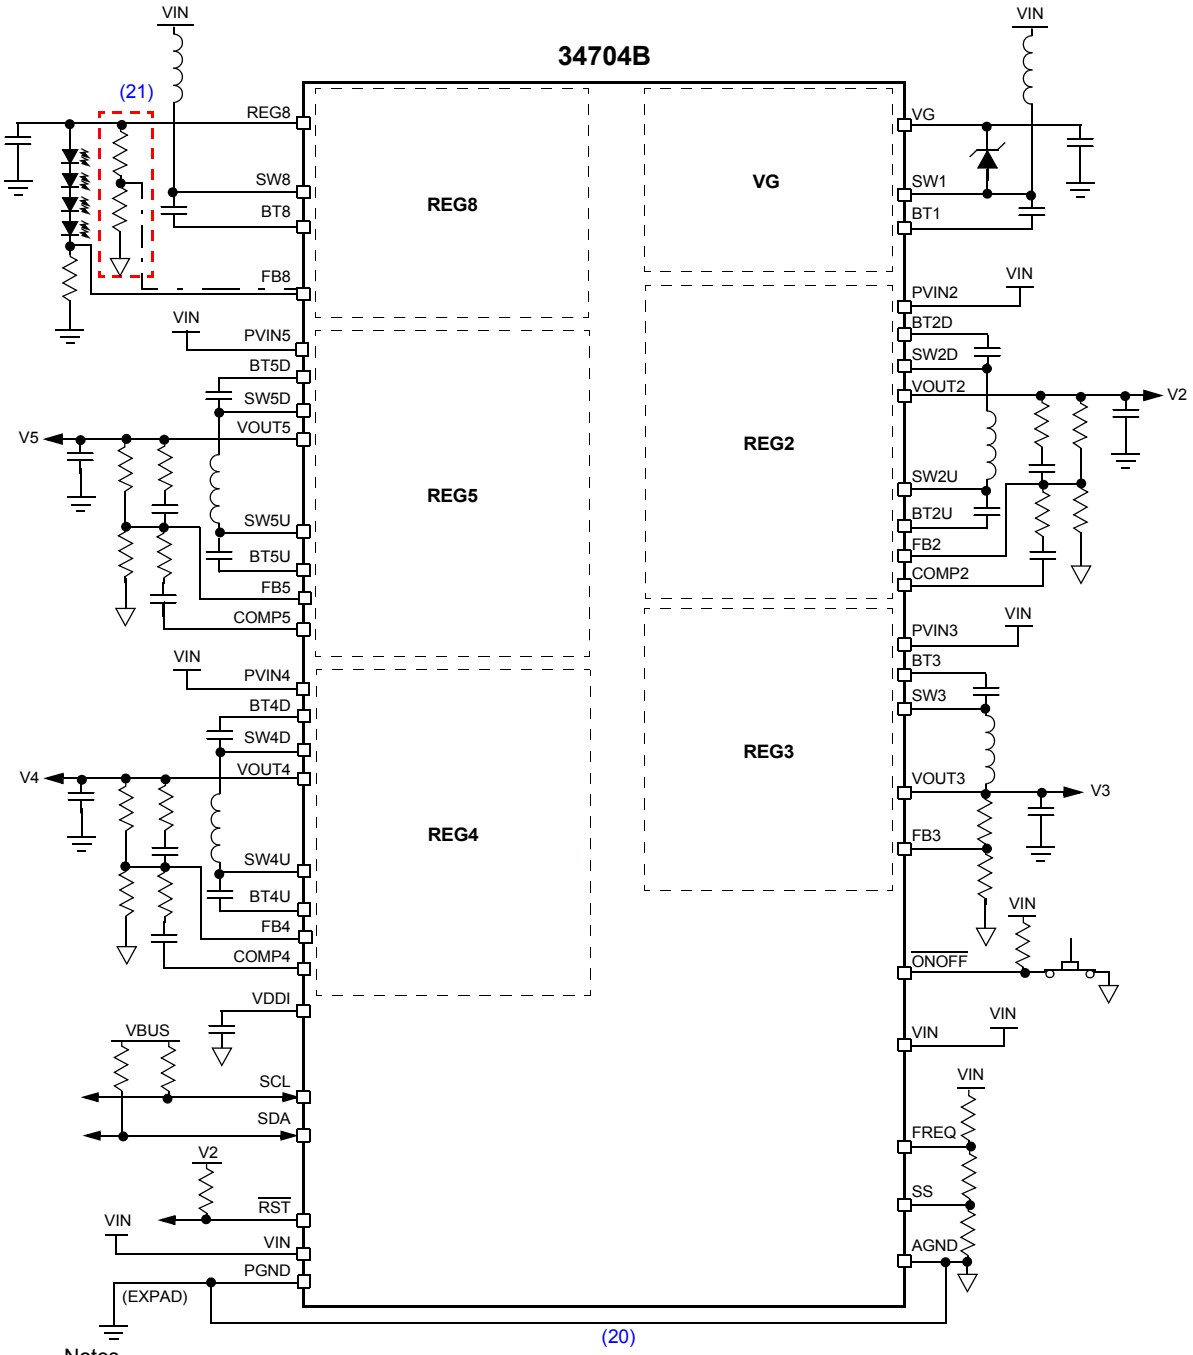 VIN
VIN
34704B
(21)
REG8
SW8
BT8
FB8
REG8
VG
VG
SW1
BT1
VIN
PVIN5
BT5D
SW5D
VOUT5
V5
SW5U
BT5U
FB5
COMP5
REG5
VIN
PVIN2
BT2D
SW2D
VOUT2
V2
SW2U
BT2U
FB2
COMP2
REG2
VIN
PVIN4
BT4D
SW4D
VOUT4
V4
SW4U
BT4U
FB4
COMP4
REG4
VIN
PVIN3
BT3
SW3
VOUT3
V3
FB3
REG3
VIN
ONOFF
VDDI
VBUS
SCL
SDA
V2
RST
VIN
VIN
PGND
(EXPAD)
VIN
VIN
VIN
FREQ
SS
AGND
(20)
Notes